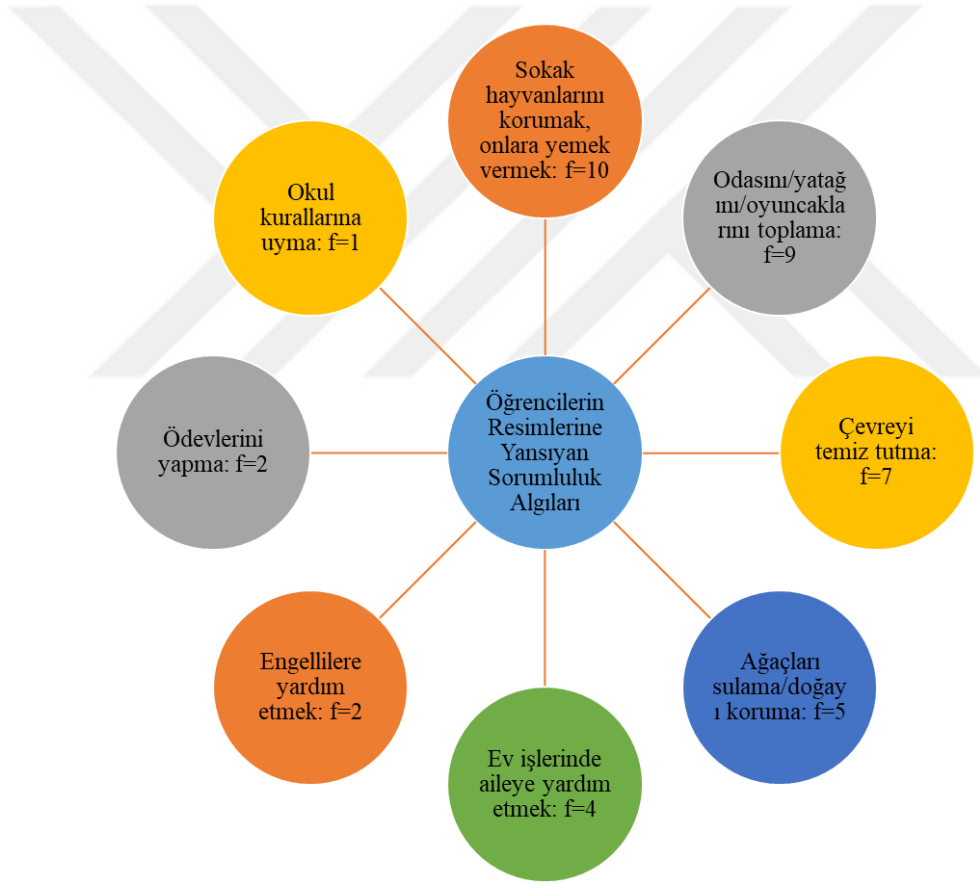 Sokak
hayvanlarını
korumak,
onlara yemek
vermek: f=10
Odasını/yatağ
ını/oyuncakla
rını toplama:
f=9
Çevreyi
temiz tutma:
f=7
Ağaçları
sulama/doğay
ı koruma: f=5
Ev işlerinde
aileye yardım
etmek: f=4
Engellilere
yardım
etmek: f=2
Ödevlerini
yapma: f=2
Okul
kurallarına
uyma: f=1
Öğrencilerin
Resimlerine
Yansıyan
Sorumluluk
Algıları